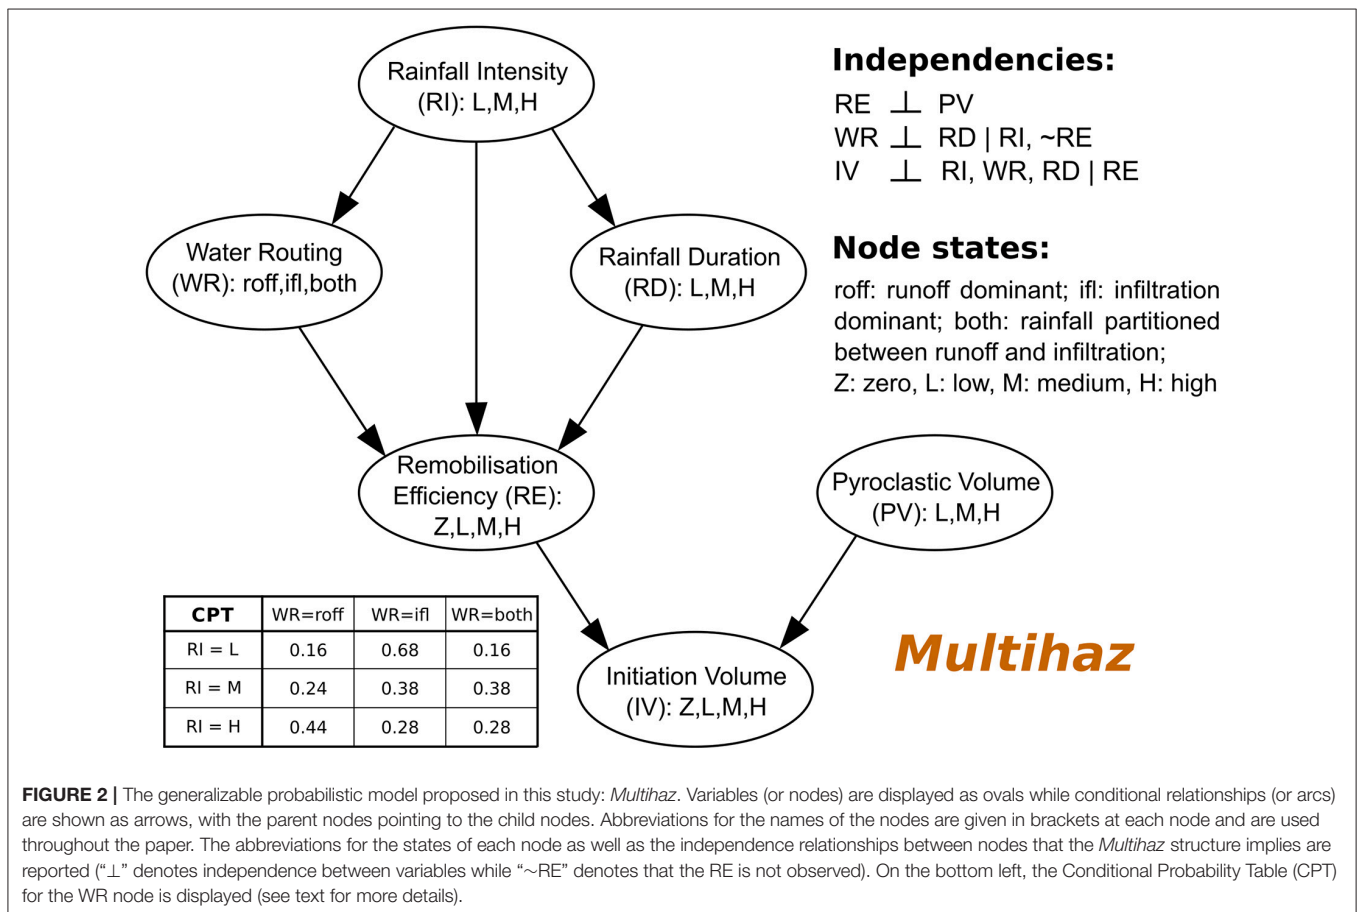 Rainfall Intensity
(RI): L,M,H
Water Routing
(WR): roff,ifl,both
Rainfall Duration
(RD): L,M,H
Remobilisation
Efficiency (RE):
Z,L,M,H
Pyroclastic Volume
(PV): L,M,H
Initiation Volume
(IV): Z,L,M,H
Independencies:
RE ⊥ PV
WR ⊥ RD | RI, ~RE
IV ⊥ RI, WR, RD | RE
Node states:
roff: runoff dominant; ifl: infiltration
dominant; both: rainfall partitioned
between runoff and infiltration;
Z: zero, L: low, M: medium, H: high
Multihaz
CPT WR=roff WR=ifl WR=both
RI = L 0.16 0.68 0.16
RI = M 0.24 0.38 0.38
RI = H 0.44 0.28 0.28
FIGURE 2 | The generalizable probabilistic model proposed in this study: Multihaz. Variables (or nodes) are displayed as ovals while conditional relationships (or arcs)
are shown as arrows, with the parent nodes pointing to the child nodes. Abbreviations for the names of the nodes are given in brackets at each node and are used
throughout the paper. The abbreviations for the states of each node as well as the independence relationships between nodes that the Multihaz structure implies are
reported (“⊥” denotes independence between variables while “~RE” denotes that the RE is not observed). On the bottom left, the Conditional Probability Table (CPT)
for the WR node is displayed (see text for more details).